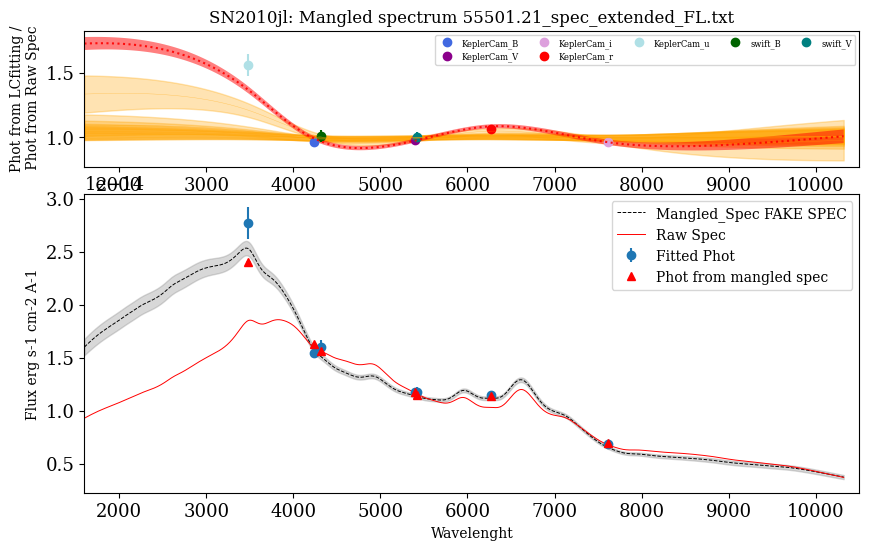 SN2010jl: Mangled spectrum 55501.21_spec_extended_FL.txt
Phot from LCfitting /
Phot from Raw Spec
KeplerCam_B KeplerCam_i KeplerCam_u swift_B swift_V
KeplerCam_V KeplerCam_r
1.5
1.0
2000 3000 4000 5000 6000 7000 8000 9000 10000
1e−14
Flux erg s-1 cm-2 A-1
3.0
2.5
2.0
1.5
1.0
0.5
Mangled_Spec FAKE SPEC
Raw Spec
Fitted Phot
Phot from mangled spec
2000 3000 4000 5000 6000 7000 8000 9000 10000
Wavelenght